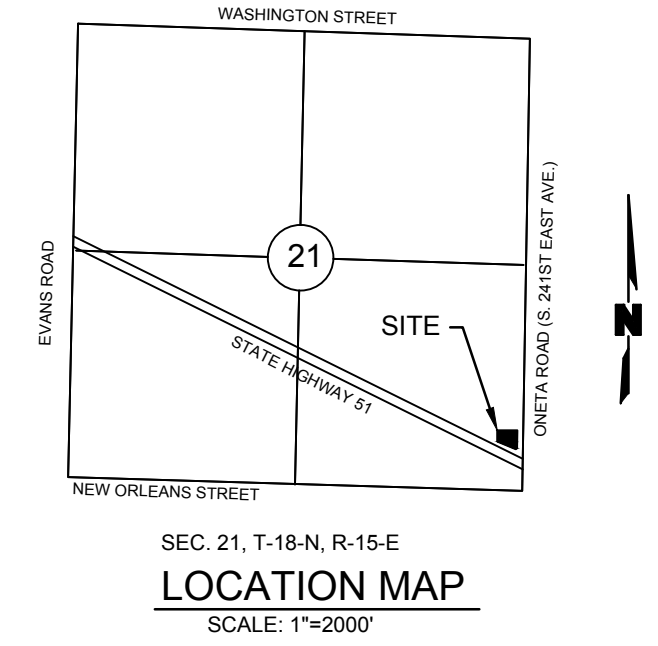 WASHINGTON STREET
EVANS ROAD
21
ONETA ROAD (S. 241ST EAST AVE.)
SITE
N
STATE HIGHWAY 51
NEW ORLEANS STREET
SEC. 21, T-18-N, R-15-E
LOCATION MAP
SCALE: 1"=2000'